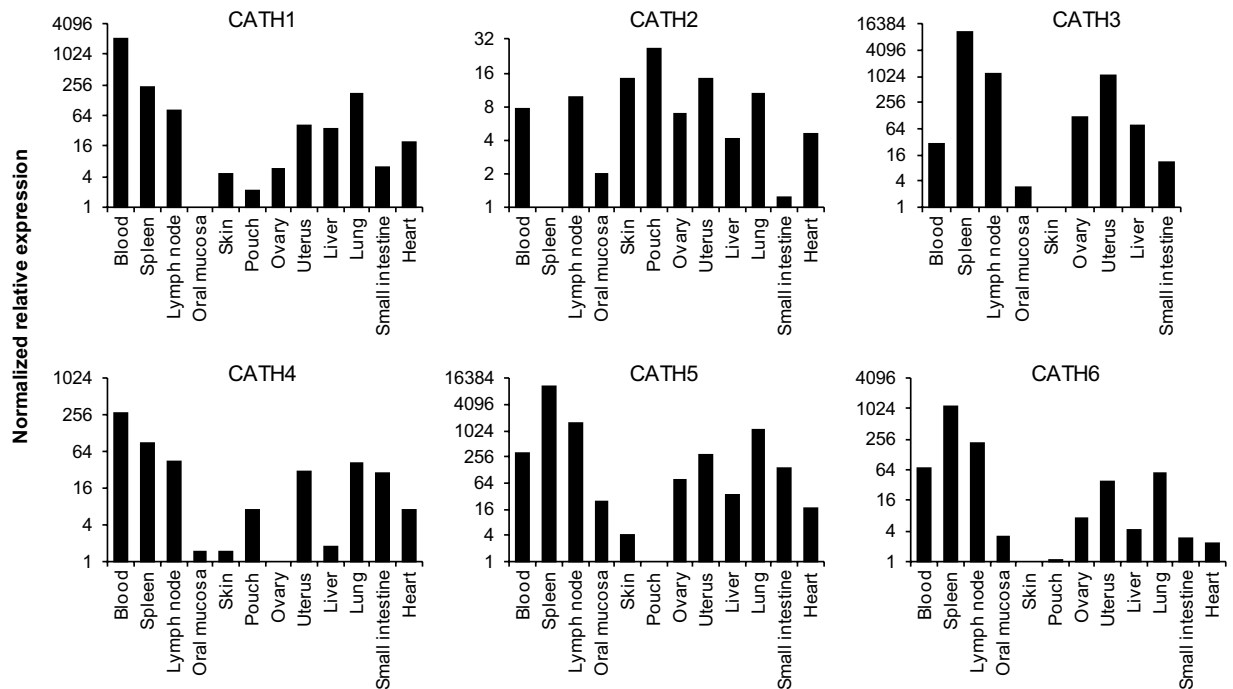 Normalized relative expression
CATH1
4096
1024
256
64
16
4
1
Blood
Spleen
Lymph node
Oral mucosa
Skin
Pouch
Ovary
Uterus
Liver
Lung
Small intestine
Heart
CATH2
32
16
8
4
2
1
Blood
Spleen
Lymph node
Oral mucosa
Skin
Pouch
Ovary
Uterus
Liver
Lung
Small intestine
Heart
CATH3
16384
4096
1024
256
64
16
4
1
Blood
Spleen
Lymph node
Oral mucosa
Skin
Ovary
Uterus
Liver
Small intestine
CATH4
1024
256
64
16
4
1
Blood
Spleen
Lymph node
Oral mucosa
Skin
Pouch
Ovary
Uterus
Liver
Lung
Small intestine
Heart
CATH5
16384
4096
1024
256
64
16
4
1
Blood
Spleen
Lymph node
Oral mucosa
Skin
Pouch
Ovary
Uterus
Liver
Lung
Small intestine
Heart
CATH6
4096
1024
256
64
16
4
1
Blood
Spleen
Lymph node
Oral mucosa
Skin
Pouch
Ovary
Uterus
Liver
Lung
Small intestine
Heart